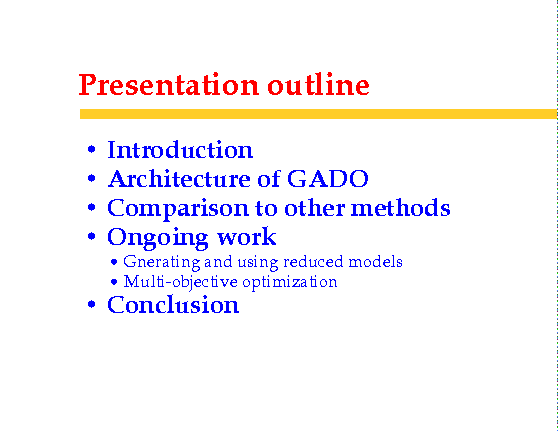 Presentation outline
• Introduction
• Architecture of GADO
• Comparison to other methods
• Ongoing work
• Gnerating and using reduced models
• Multi-objective optimization
• Conclusion